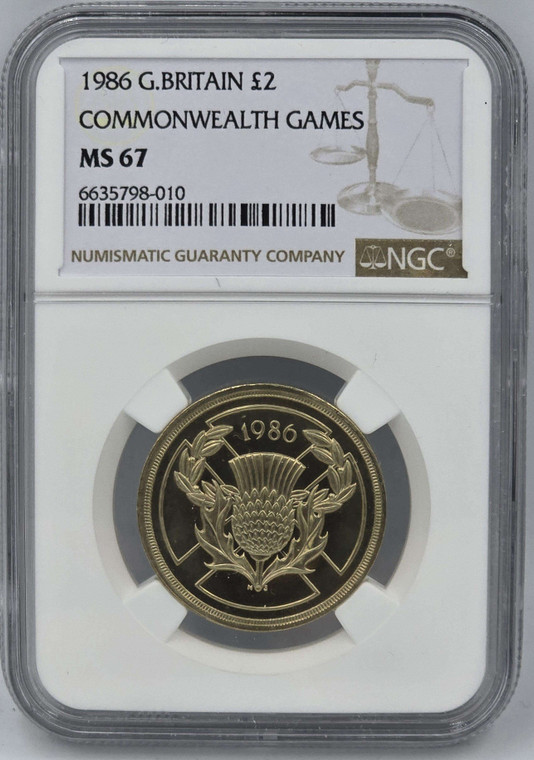 1986 G.BRITAIN £2
COMMONWEALTH GAMES
MS 67
6635798-010
NUMISMATIC GUARANTY COMPANY
NGC®
1986